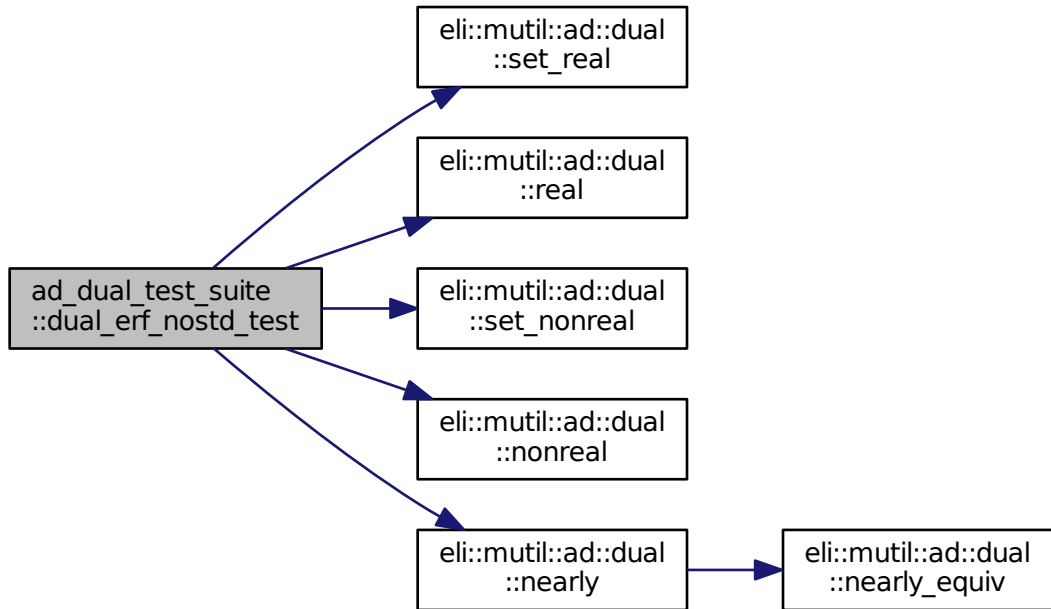 eli::mutil::ad::dual
::set_real
eli::mutil::ad::dual
::real
ad_dual_test_suite
::dual_erf_nostd_test
eli::mutil::ad::dual
::set_nonreal
eli::mutil::ad::dual
::nonreal
eli::mutil::ad::dual
::nearly
eli::mutil::ad::dual
::nearly_equiv